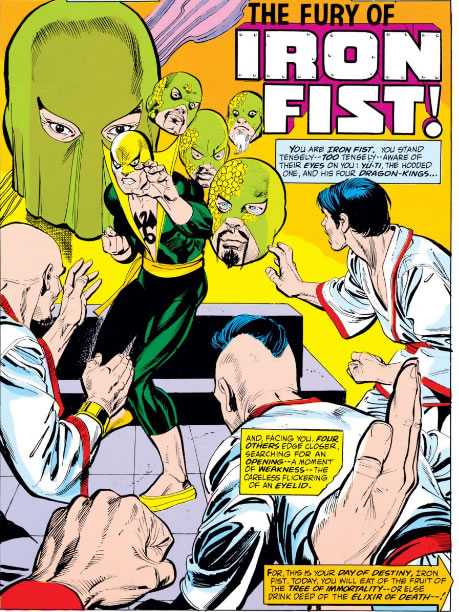 THE FURY OF
IRON
FIST!
YOU ARE IRON FIST. YOU STAND
TENSELY--TOO TENSELY--AWARE OF
THEIR EYES ON YOU: YÜ-TI, THE HOODED
ONE, AND HIS FOUR DRAGON-KINGS...
AND, FACING YOU, FOUR
OTHERS EDGE CLOSER,
SEARCHING FOR AN
OPENING--A MOMENT
OF WEAKNESS--THE
CARELESS FLICKERING
OF AN EYELID.
FOR, THIS IS YOUR DAY OF DESTINY, IRON
FIST. TODAY, YOU WILL EAT OF THE FRUIT OF
THE TREE OF IMMORTALITY--OR ELSE
DRINK DEEP OF THE ELIXIR OF DEATH--!